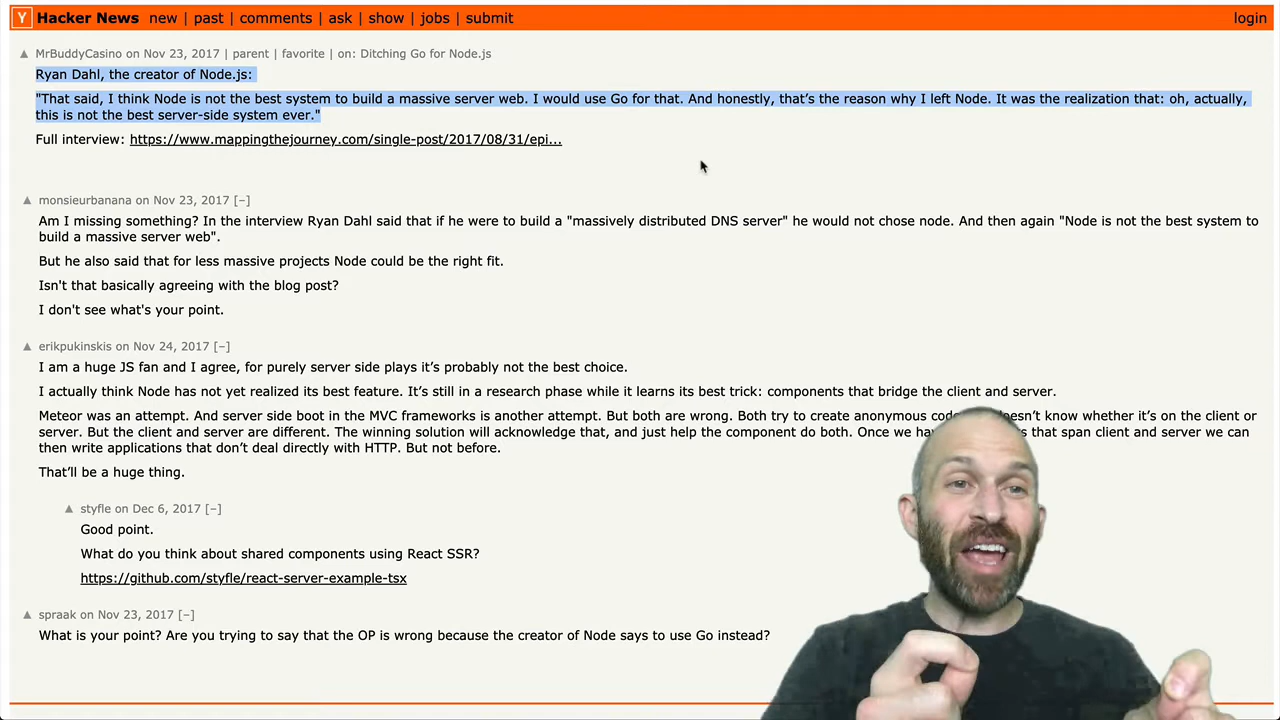 Y Hacker News new | past | comments | ask | show | jobs | submit login
▲ MrBuddyCasino on Nov 23, 2017 | parent | favorite | on: Ditching Go for Node.js
Ryan Dahl, the creator of Node.js:
"That said, I think Node is not the best system to build a massive server web. I would use Go for that. And honestly, that’s the reason why I left Node. It was the realization that: oh, actually,
this is not the best server-side system ever."
Full interview: https://www.mappingthejourney.com/single-post/2017/08/31/epi...
▲ monsieurbanana on Nov 23, 2017 [–]
Am I missing something? In the interview Ryan Dahl said that if he were to build a "massively distributed DNS server" he would not chose node. And then again "Node is not the best system to
build a massive server web".
But he also said that for less massive projects Node could be the right fit.
Isn't that basically agreeing with the blog post?
I don't see what's your point.
▲ erikpukinskis on Nov 24, 2017 [–]
I am a huge JS fan and I agree, for purely server side plays it’s probably not the best choice.
I actually think Node has not yet realized its best feature. It’s still in a research phase while it learns its best trick: components that bridge the client and server.
Meteor was an attempt. And server side boot in the MVC frameworks is another attempt. But both are wrong. Both try to create anonymous know whether it’s on the client or
server. But the client and server are different. The winning solution will acknowledge that, and just help the component do both. Once we that span client and server we can
then write applications that don’t deal directly with HTTP. But not before.
That’ll be a huge thing.
▲ styfle on Dec 6, 2017 [–]
Good point.
What do you think about shared components using React SSR?
https://github.com/styfle/react-server-example-tsx
▲ spraak on Nov 23, 2017 [–]
What is your point? Are you trying to say that the OP is wrong because the creator of Node says to use Go instead?